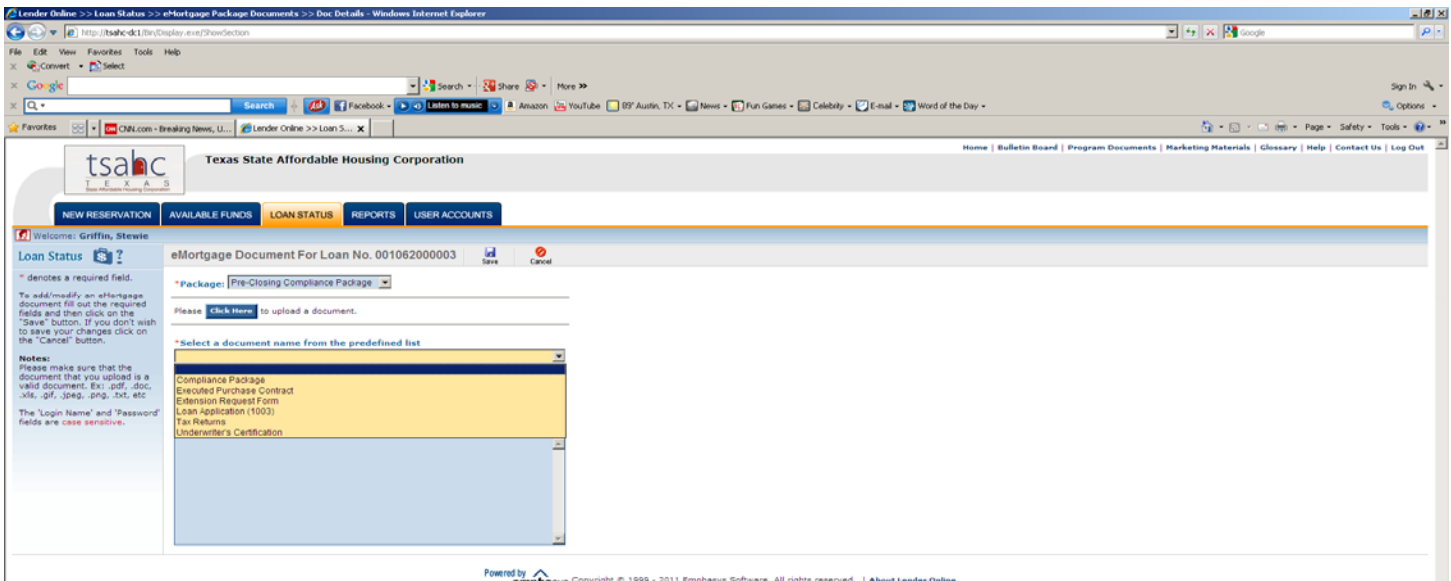 Lender Online >> Loan Status >> eMortgage Package Documents >> Doc Details - Windows Internet Explorer
http://tsahc-dc1/Bin/Display.exe/ShowSection
Google
File Edit View Favorites Tools Help
x Convert Select
x Google Search Share More >> Sign In
x Search Facebook Listen to music Amazon YouTube 89° Austin, TX News Fun Games Celebrity E-mail Word of the Day Options
Favorites CNN.com - Breaking News, U... Lender Online >> Loan S... x Page Safety Tools
Home | Bulletin Board | Program Documents | Marketing Materials | Glossary | Help | Contact Us | Log Out
tsahc
TEXAS
State Affordable Housing Corporation
Texas State Affordable Housing Corporation
NEW RESERVATION AVAILABLE FUNDS LOAN STATUS REPORTS USER ACCOUNTS
Welcome: Griffin, Stewie
Loan Status $ ?
* denotes a required field.
To add/modify an eMortgage
document fill out the required
fields and then click on the
"Save" button. If you don't wish
to save your changes click on
the "Cancel" button.
Notes:
Please make sure that the
document that you upload is a
valid document. Ex: .pdf, .doc,
.xls, .gif, .jpeg, .png, .txt, etc
The 'Login Name' and 'Password'
fields are case sensitive.
eMortgage Document For Loan No. 001062000003
Save Cancel
*Package: Pre-Closing Compliance Package
Please Click Here to upload a document.
*Select a document name from the predefined list
Compliance Package
Executed Purchase Contract
Extension Request Form
Loan Application (1003)
Tax Returns
Underwriter's Certification
Powered by
emphasys Copyright © 1999 - 2011 Emphasys Software. All rights reserved. | About Lender Online